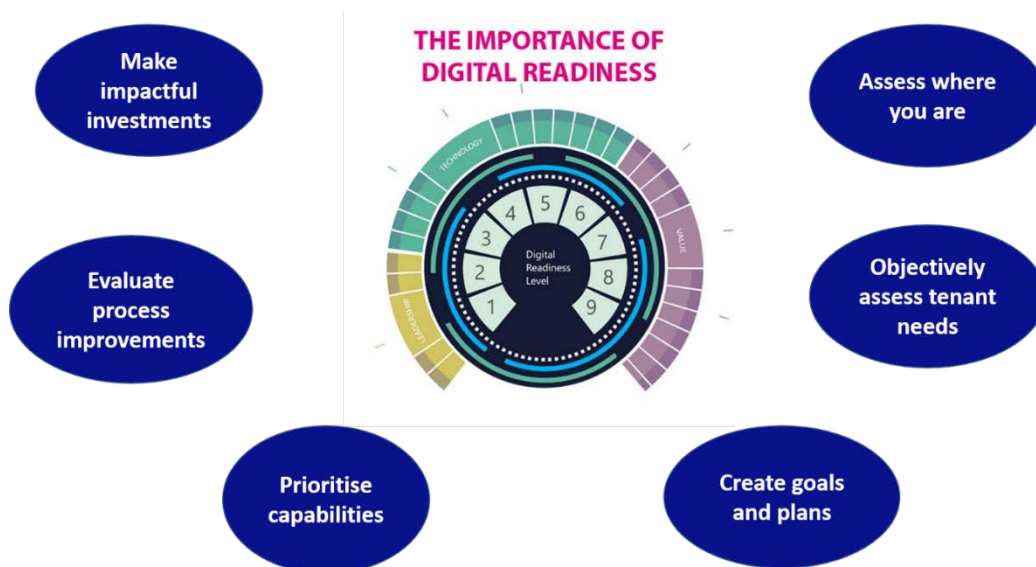 THE IMPORTANCE OF
DIGITAL READINESS
Make
impactful
investments
Assess where
you are
Evaluate
process
improvements
Objectively
assess tenant
needs
Prioritise
capabilities
Create goals
and plans
LEADERSHIP
TECHNOLOGY
VALUE
1
2
3
4
5
6
7
8
9
Digital
Readiness
Level